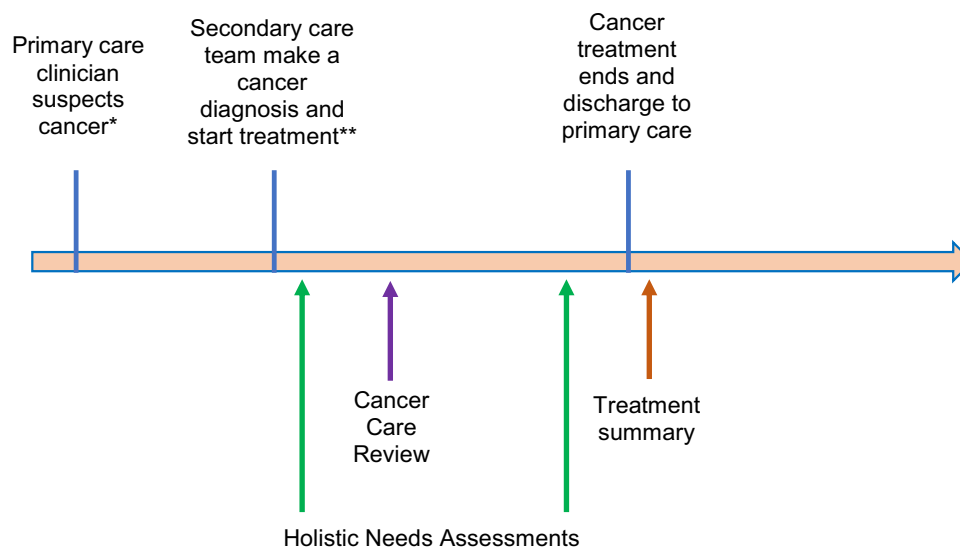 Primary care
clinician
suspects
cancer*
Secondary care
team make a
cancer
diagnosis and
start treatment**
Cancer
treatment
ends and
discharge to
primary care
Cancer
Care
Review
Treatment
summary
Holistic Needs Assessments